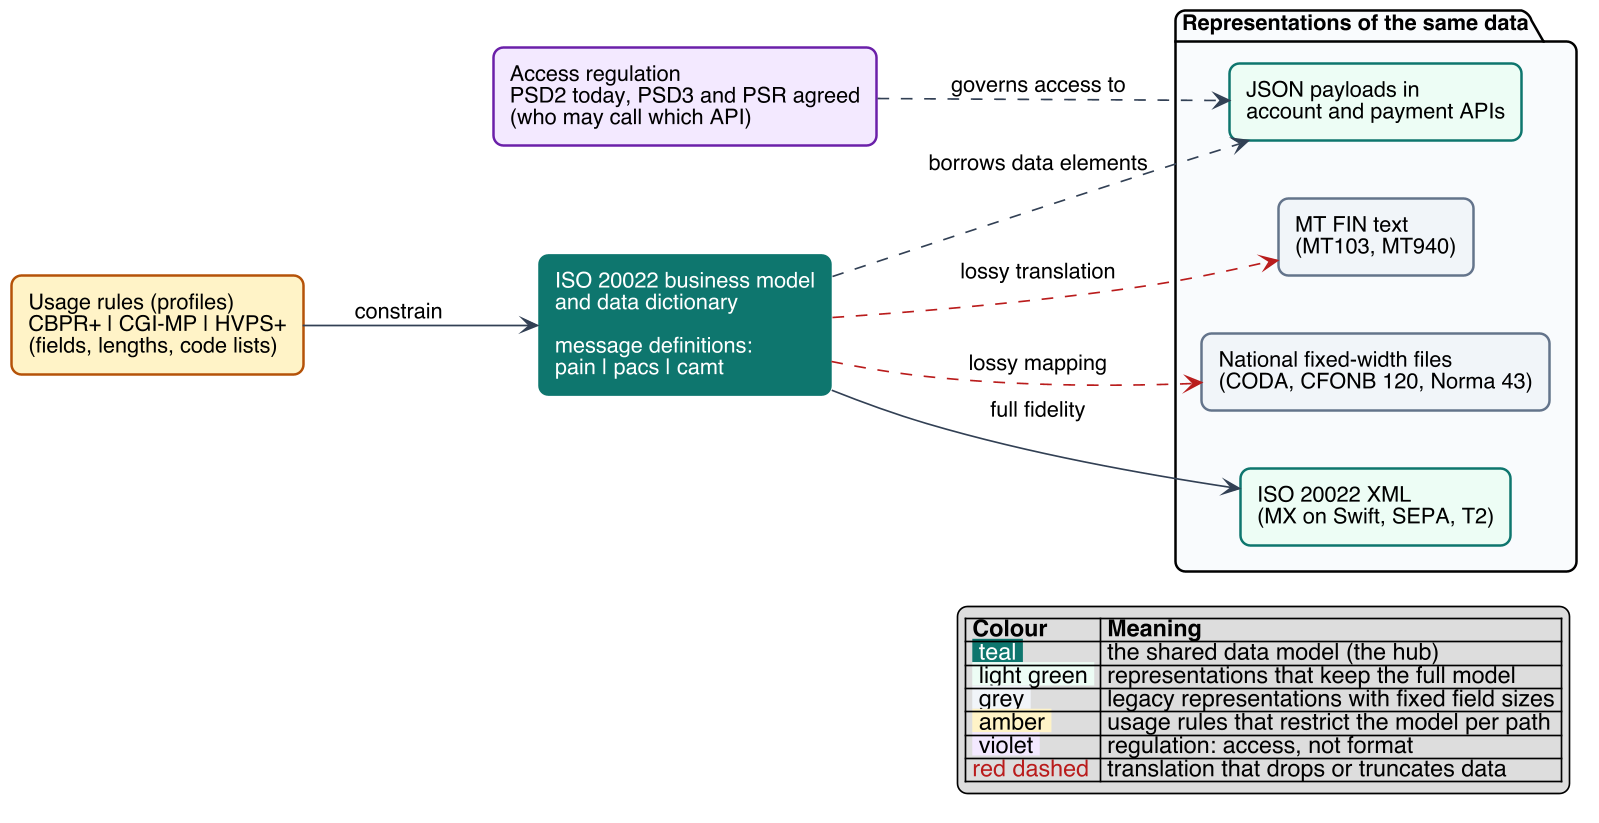 Representations of the same data
Access regulation
PSD2 today, PSD3 and PSR agreed
(who may call which API)
governs access to
JSON payloads in
account and payment APIs
borrows data elements
MT FIN text
(MT103, MT940)
lossy translation
Usage rules (profiles)
CBPR+ | CGI-MP | HVPS+
(fields, lengths, code lists)
constrain
ISO 20022 business model
and data dictionary
message definitions:
pain | pacs | camt
lossy mapping
National fixed-width files
(CODA, CFONB 120, Norma 43)
full fidelity
ISO 20022 XML
(MX on Swift, SEPA, T2)
Colour Meaning
teal the shared data model (the hub)
light green representations that keep the full model
grey legacy representations with fixed field sizes
amber usage rules that restrict the model per path
violet regulation: access, not format
red dashed translation that drops or truncates data